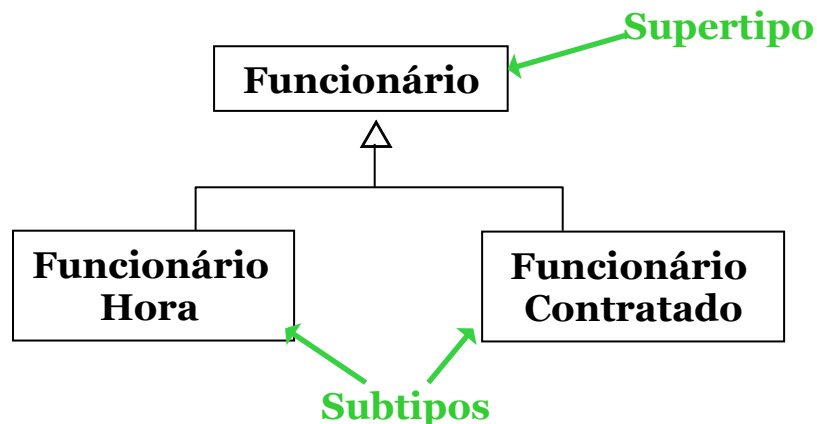 Supertipo
Funcionário
Funcionário
Hora
Funcionário
Contratado
Subtipos